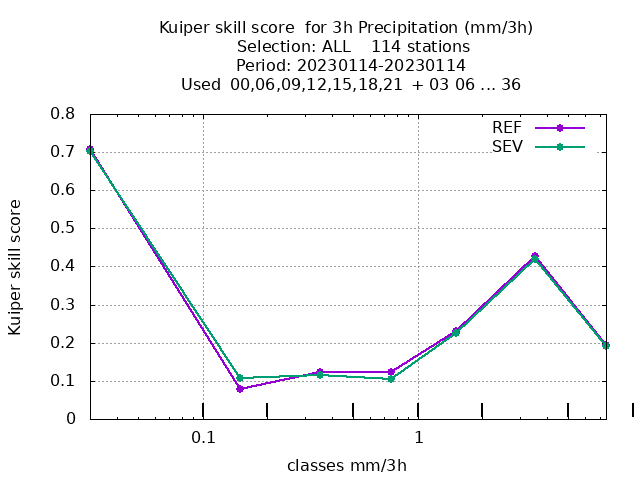 Kuiper skill score  for 3h Precipitation (mm/3h)
Selection: ALL    114 stations
Period: 20230114-20230114
Used  00,06,09,12,15,18,21  + 03 06 ... 36
0.8
0.7
0.6
0.5
0.4
0.3
0.2
0.1
0
Kuiper skill score
REF
SEV
0.1
1
classes mm/3h